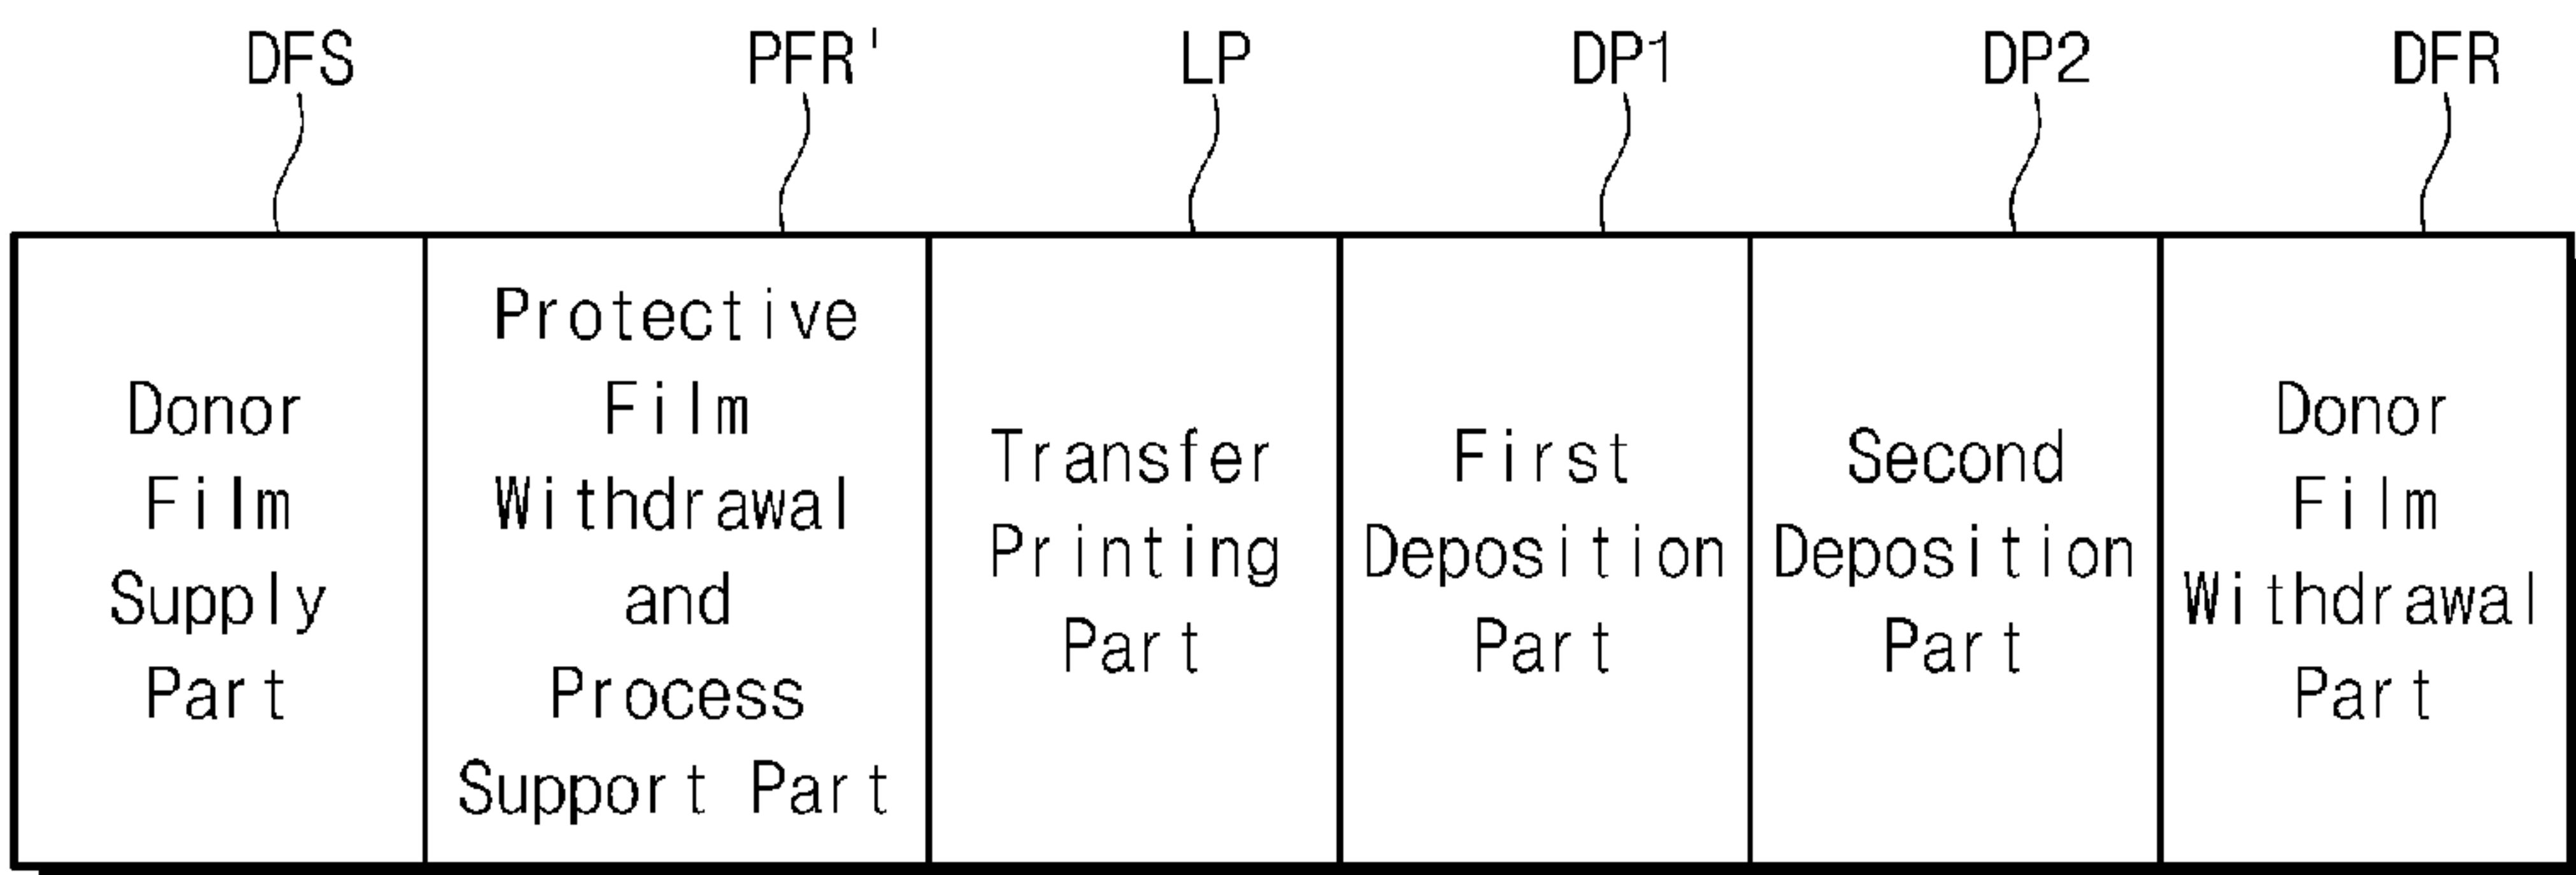 DFS PFR' LP DP1 DP2 DFR
Donor
Film
Supply
Part
Protective
Film
Withdrawal
and
Process
Support Part
Transfer
Printing
Part
First
Deposition
Part
Second
Deposition
Part
Donor
Film
Withdrawal
Part